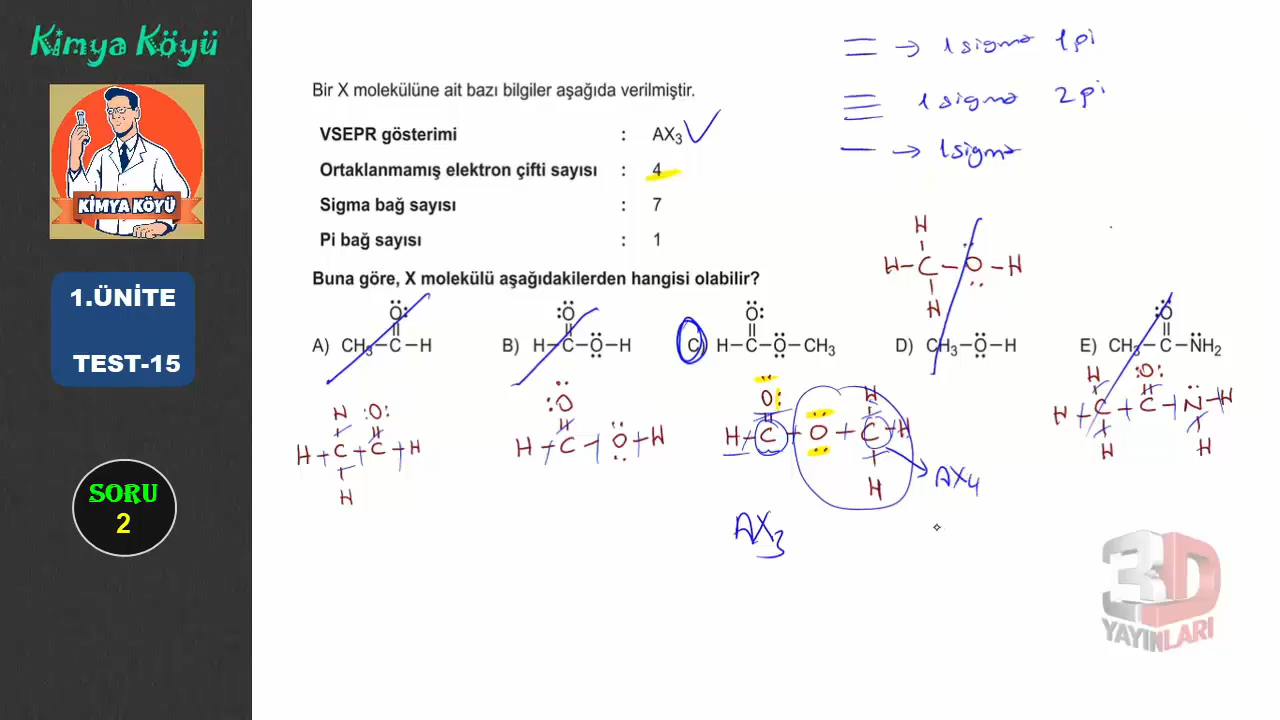 Kimya Köyü
KİMYA KÖYÜ
1.ÜNİTE
TEST-15
SORU
2
Bir X molekülüne ait bazı bilgiler aşağıda verilmiştir.
VSEPR gösterimi : AX₃
Ortaklanmamış elektron çifti sayısı : 4
Sigma bağ sayısı : 7
Pi bağ sayısı : 1
Buna göre, X molekülü aşağıdakilerden hangisi olabilir?
= → 1 sigma 1 pi
≡ 1 sigma 2 pi
— → 1 sigma
H
H–C–O–H
H
O
A) CH₃–C–H
O
B) H–C–O–H
O
C) H–C–O–CH₃
D) CH₃–O–H
O
E) CH₃–C–NH₂
H O
H–C–C–H
H
O
H–C–O–H
O H
H–C–O–C–H
H
AX₄
AX₃
H O
H–C–C–N–H
H H
3D
YAYINLARI